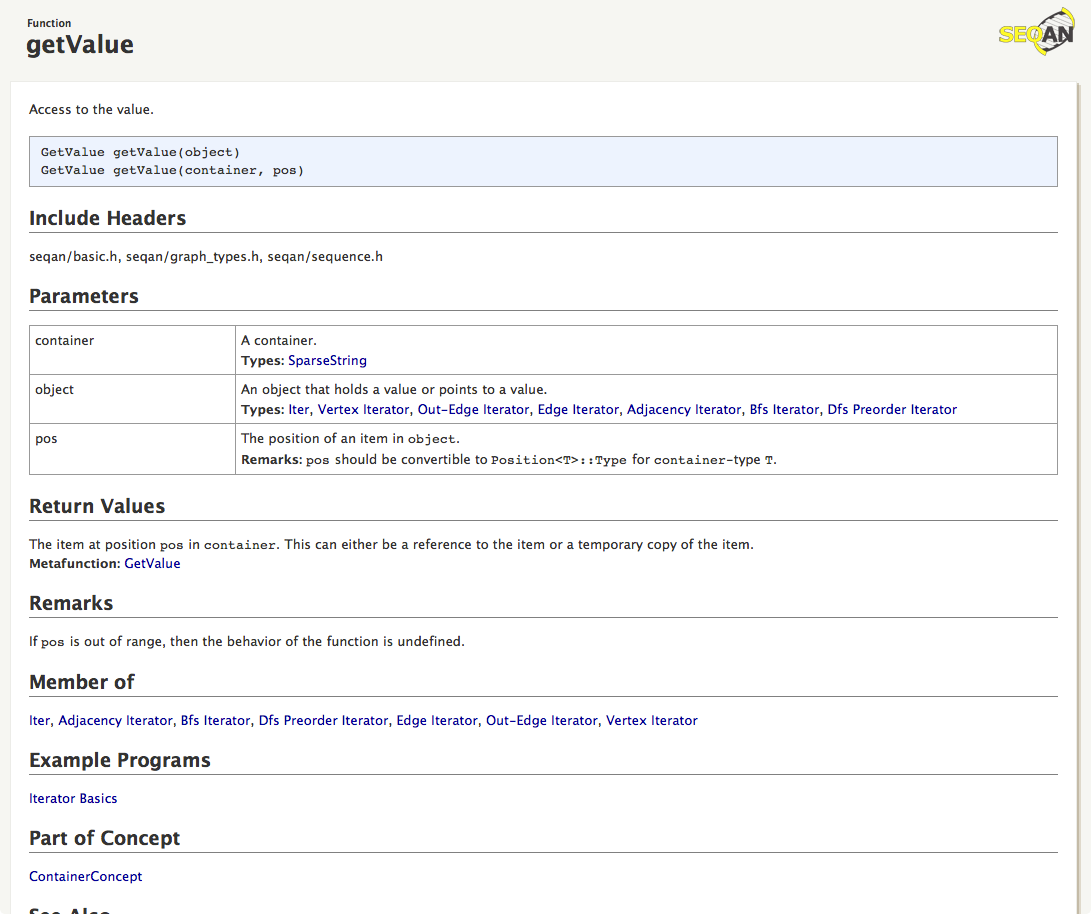 Function
getValue
SEQAN
Access to the value.
GetValue getValue(object)
GetValue getValue(container, pos)
Include Headers
seqan/basic.h, seqan/graph_types.h, seqan/sequence.h
Parameters
container
A container.
Types: SparseString
object
An object that holds a value or points to a value.
Types: Iter, Vertex Iterator, Out-Edge Iterator, Edge Iterator, Adjacency Iterator, Bfs Iterator, Dfs Preorder Iterator
pos
The position of an item in object.
Remarks: pos should be convertible to Position<T>::Type for container-type T.
Return Values
The item at position pos in container. This can either be a reference to the item or a temporary copy of the item.
Metafunction: GetValue
Remarks
If pos is out of range, then the behavior of the function is undefined.
Member of
Iter, Adjacency Iterator, Bfs Iterator, Dfs Preorder Iterator, Edge Iterator, Out-Edge Iterator, Vertex Iterator
Example Programs
Iterator Basics
Part of Concept
ContainerConcept
See Also